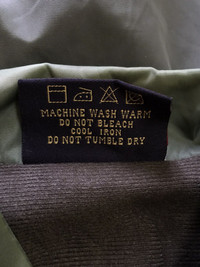 MACHINE WASH WARM
DO NOT BLEACH
COOL IRON
DO NOT TUMBLE DRY